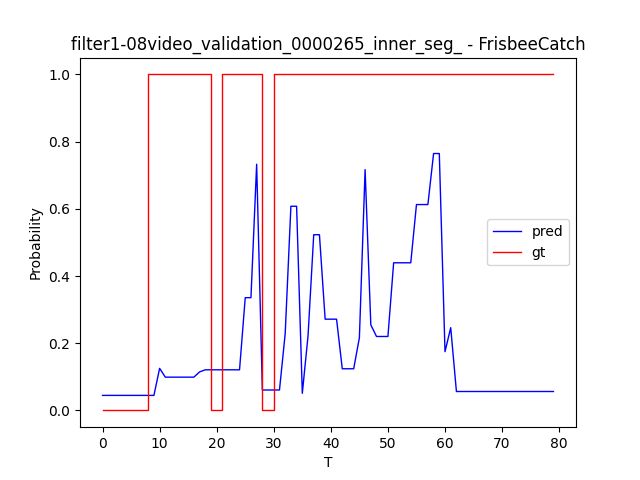 filter1-08video_validation_0000265_inner_seg_ - FrisbeeCatch
1.0
0.8
0.6
0.4
0.2
0.0
Probability
pred
gt
0 10 20 30 40 50 60 70 80
T